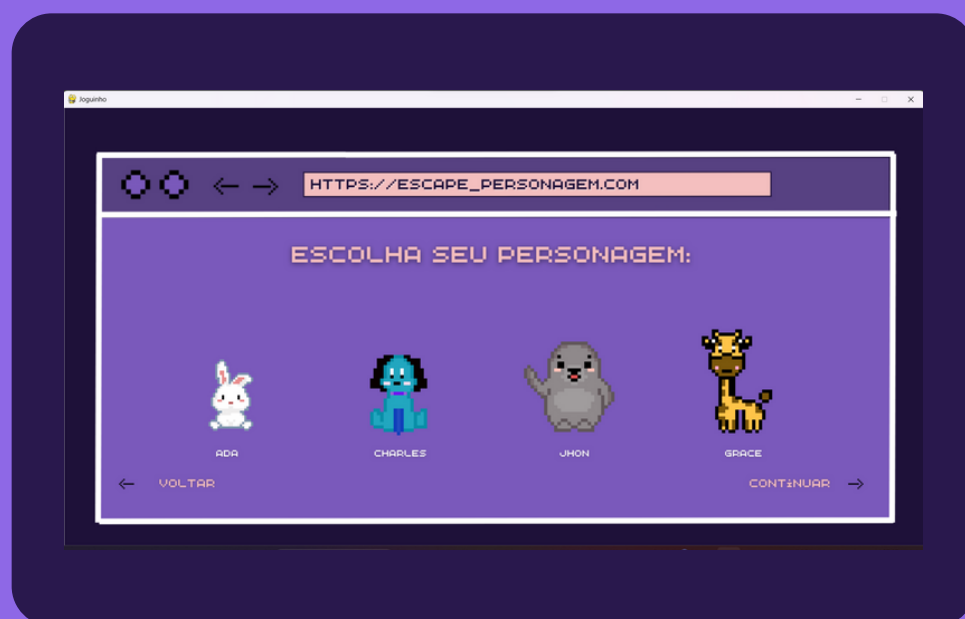 Joguinho
HTTPS://ESCAPE_PERSONAGEM.COM
ESCOLHA SEU PERSONAGEM:
ADA
CHARLES
JHON
GRACE
VOLTAR
CONTINUAR